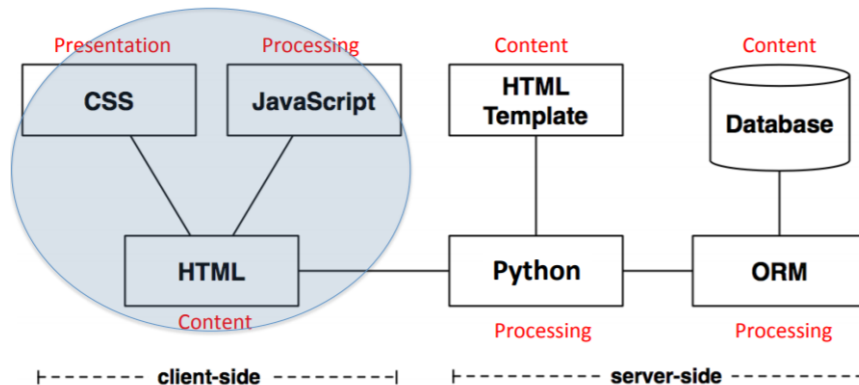 Presentation
Processing
Content
Content
CSS
JavaScript
HTML
Template
Database
HTML
Python
ORM
Content
Processing
Processing
client-side
server-side